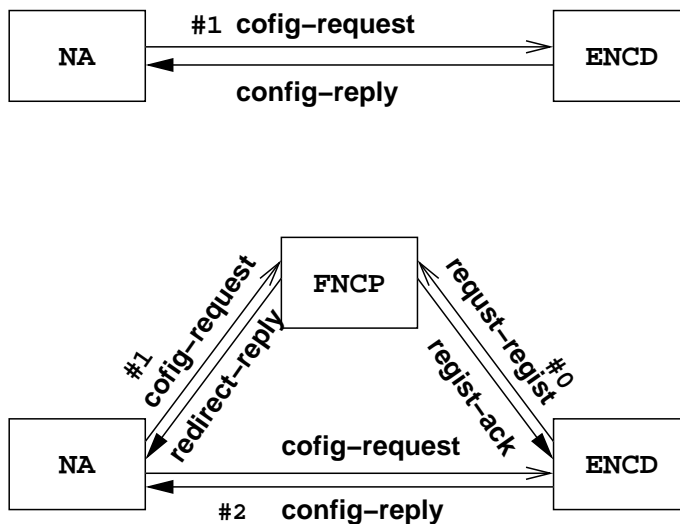 #1 cofig-request
NA
ENCD
config-reply
FNCP
#1
cofig-request
redirect-reply
requst-regist
#0
regist-ack
NA
cofig-request
ENCD
#2 config-reply